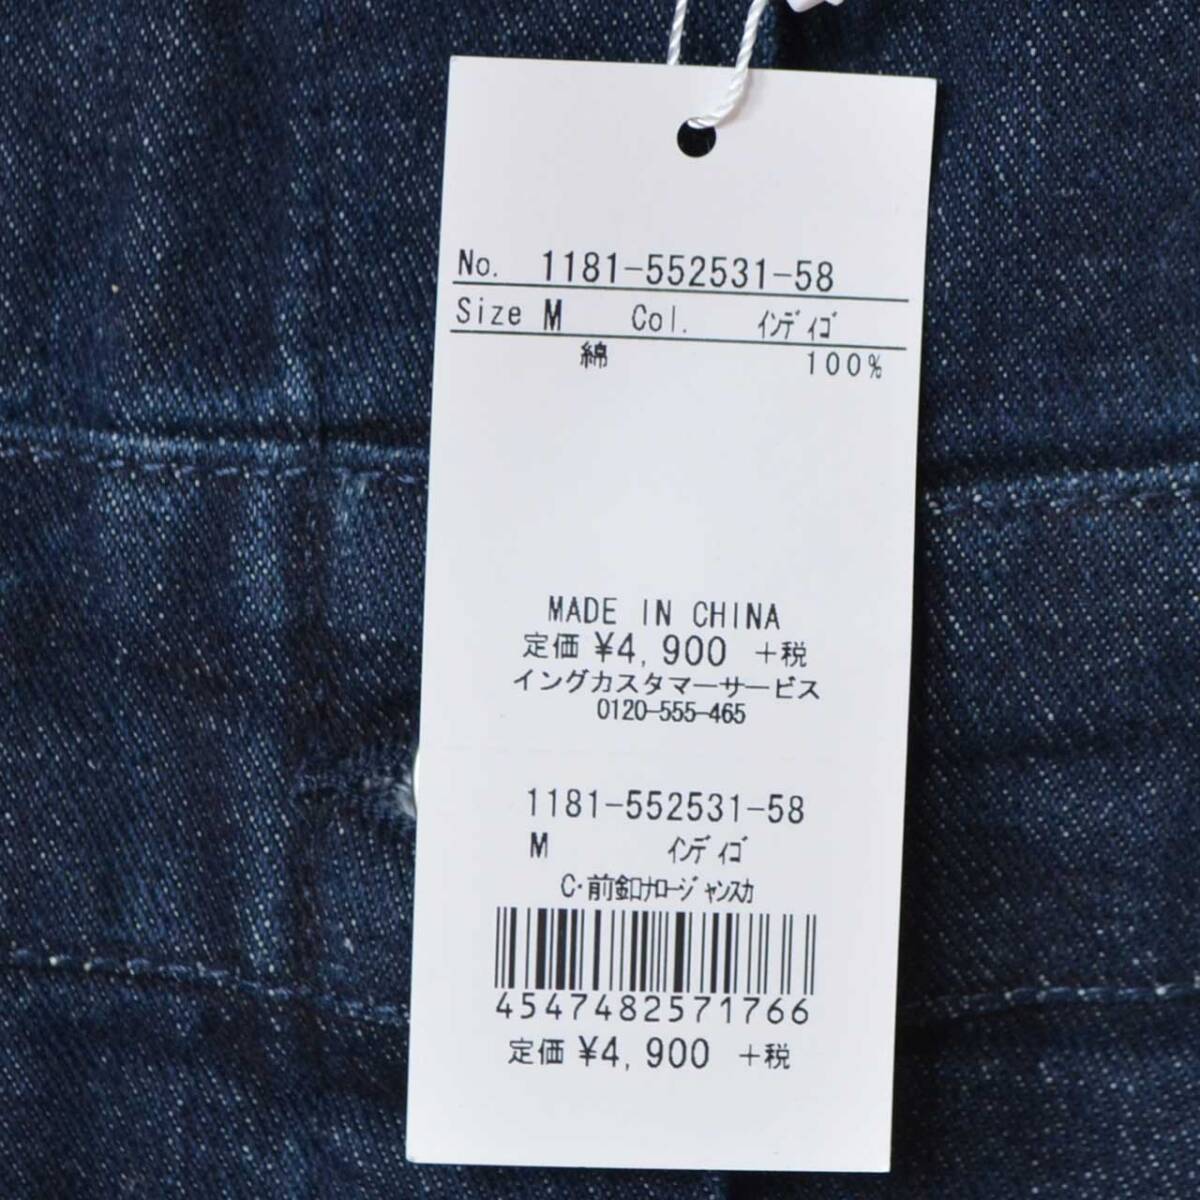 No. 1181-552531-58
Size M Col. ｲﾝﾃﾞｨｺﾞ
綿 100%
MADE IN CHINA
定価 ¥4,900 +税
イングカスタマーサービス
0120-555-465
1181-552531-58
M ｲﾝﾃﾞｨｺﾞ
C･前釦ﾅﾛｰｼﾞｬﾝｽｶ
4547482571766
定価 ¥4,900 +税